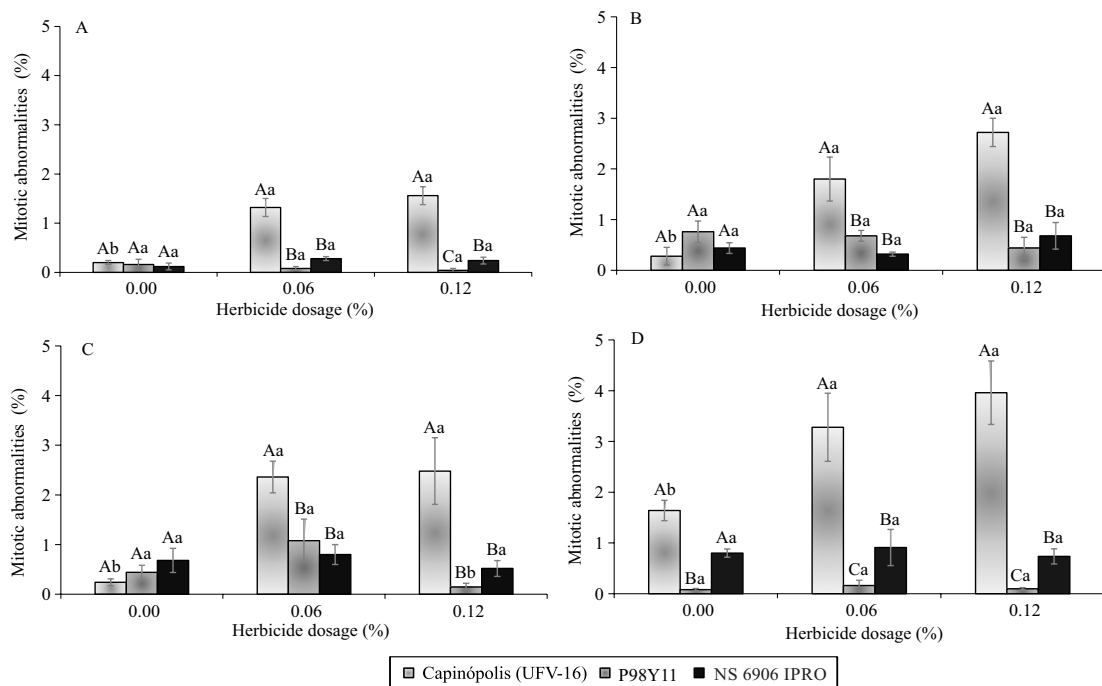 A
Mitotic abnormalities (%)
5
4
3
2
1
0
Ab
Aa
Aa
Aa
Ba
Ba
Aa
Ca
Ba
0.00
0.06
0.12
Herbicide dosage (%)
B
Mitotic abnormalities (%)
5
4
3
2
1
0
Ab
Aa
Aa
Aa
Ba
Ba
Aa
Ba
Ba
0.00
0.06
0.12
Herbicide dosage (%)
C
Mitotic abnormalities (%)
5
4
3
2
1
0
Ab
Aa
Aa
Aa
Ba
Ba
Aa
Bb
Ba
0.00
0.06
0.12
Herbicide dosage (%)
D
Mitotic abnormalities (%)
5
4
3
2
1
0
Ab
Ba
Aa
Aa
Ca
Ba
Aa
Ca
Ba
0.00
0.06
0.12
Herbicide dosage (%)
Capinópolis (UFV-16) P98Y11 NS 6906 IPRO